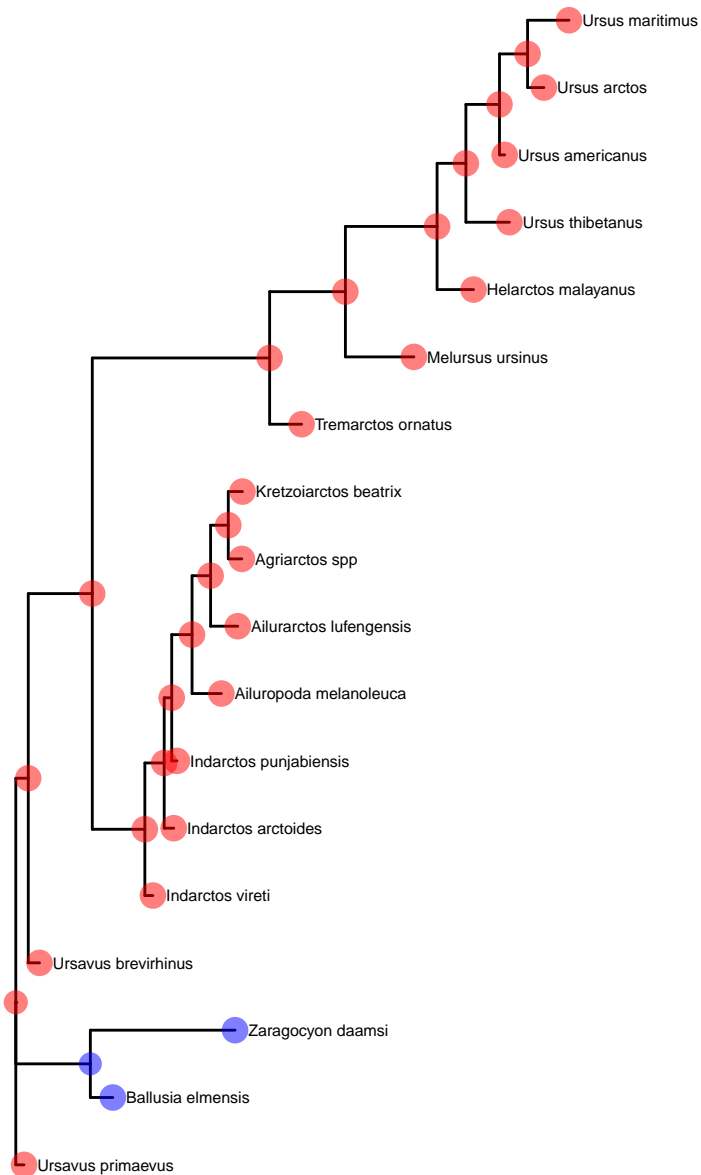 Ursus maritimus
Ursus arctos
Ursus americanus
Ursus thibetanus
Helarctos malayanus
Melursus ursinus
Tremarctos ornatus
Kretzoiarctos beatrix
Agriarctos spp
Ailurarctos lufengensis
Ailuropoda melanoleuca
Indarctos punjabiensis
Indarctos arctoides
Indarctos vireti
Ursavus brevirhinus
Zaragocyon daamsi
Ballusia elmensis
Ursavus primaevus